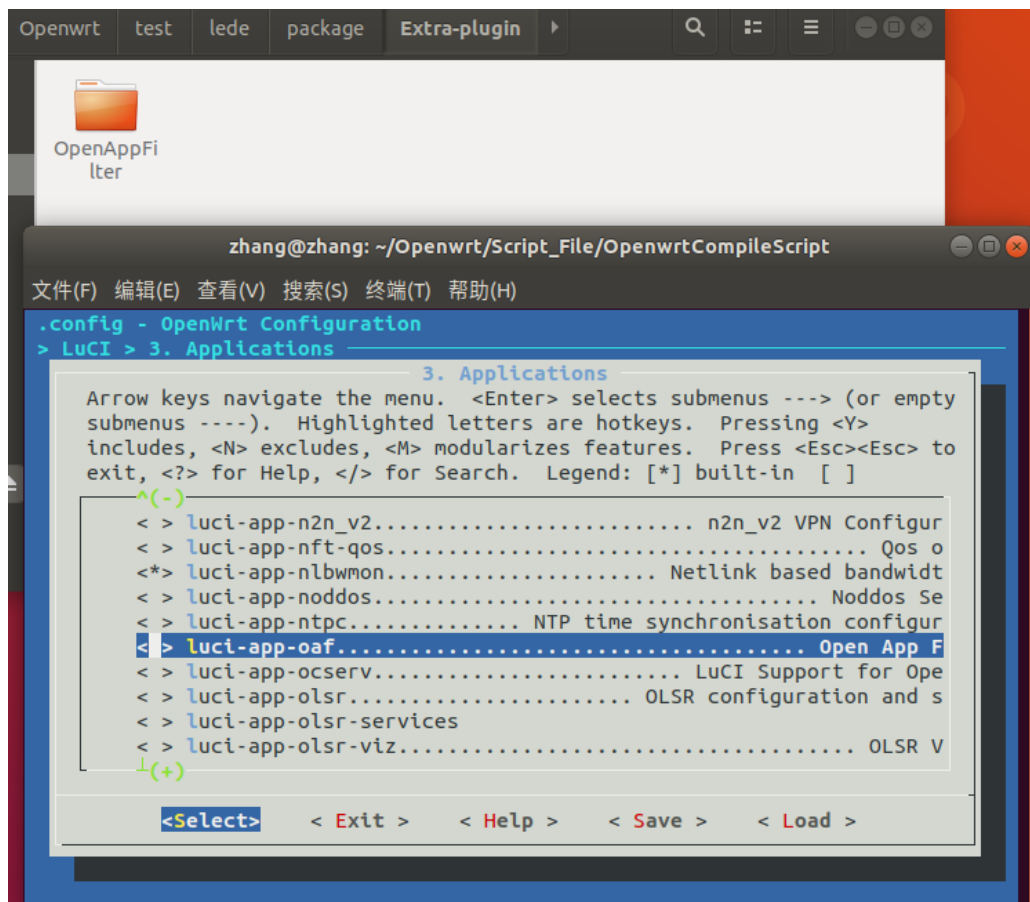 Openwrt test lede package Extra-plugin
OpenAppFi
lter
zhang@zhang: ~/Openwrt/Script_File/OpenwrtCompileScript
文件(F) 编辑(E) 查看(V) 搜索(S) 终端(T) 帮助(H)
.config - OpenWrt Configuration
> LuCI > 3. Applications
3. Applications
Arrow keys navigate the menu. <Enter> selects submenus ---> (or empty
submenus ----). Highlighted letters are hotkeys. Pressing <Y>
includes, <N> excludes, <M> modularizes features. Press <Esc><Esc> to
exit, <?> for Help, </> for Search. Legend: [*] built-in [ ]
^(-)
< > luci-app-n2n_v2.......................... n2n_v2 VPN Configur
< > luci-app-nft-qos....................................... Qos o
<*> luci-app-nlbwmon...................... Netlink based bandwidt
< > luci-app-noddos.................................... Noddos Se
< > luci-app-ntpc.............. NTP time synchronisation configur
< > luci-app-oaf...................................... Open App F
< > luci-app-ocserv......................... LuCI Support for Ope
< > luci-app-olsr....................... OLSR configuration and s
< > luci-app-olsr-services
< > luci-app-olsr-viz..................................... OLSR V
┴(+)
<Select> < Exit > < Help > < Save > < Load >